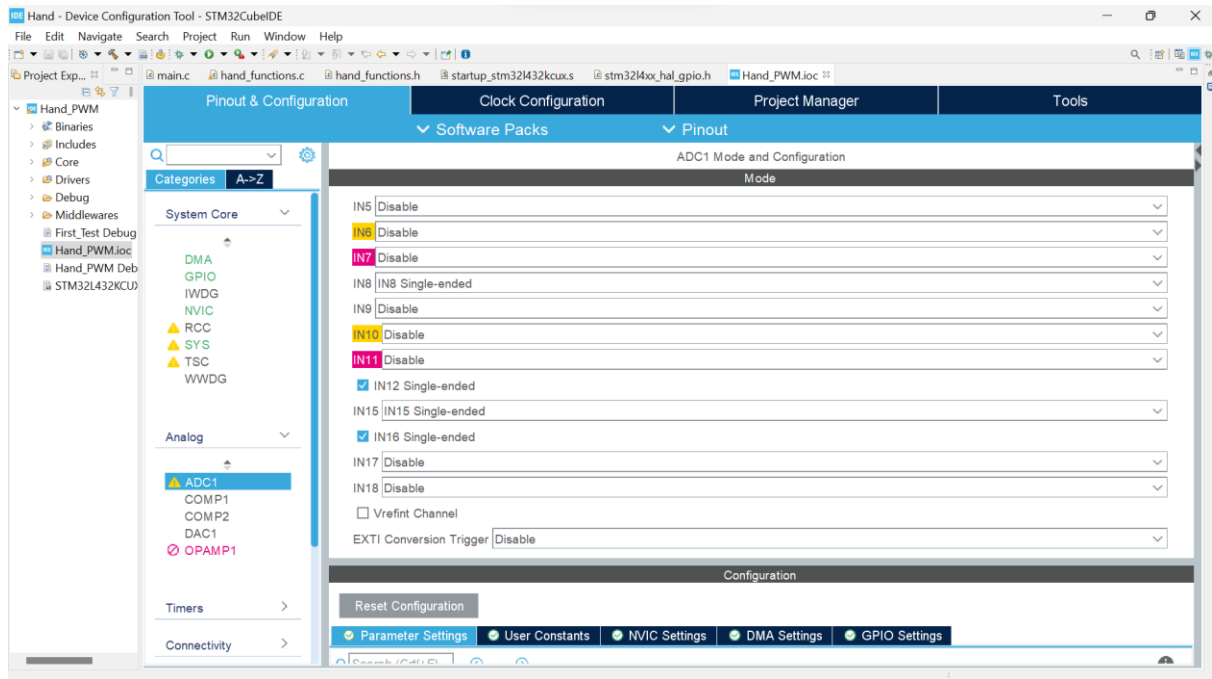 IDE Hand - Device Configuration Tool - STM32CubeIDE
File Edit Navigate Search Project Run Window Help
Project Exp...
main.c hand_functions.c hand_functions.h startup_stm32l432kcux.s stm32l4xx_hal_gpio.h Hand_PWM.ioc
Hand_PWM
Binaries
Includes
Core
Drivers
Debug
Middlewares
First_Test Debug
Hand_PWM.ioc
Hand_PWM Deb
STM32L432KCUX
Pinout & Configuration Clock Configuration Project Manager Tools
Software Packs Pinout
Categories A->Z
System Core
DMA
GPIO
IWDG
NVIC
RCC
SYS
TSC
WWDG
Analog
ADC1
COMP1
COMP2
DAC1
OPAMP1
Timers
Connectivity
ADC1 Mode and Configuration
Mode
IN5 Disable
IN6 Disable
IN7 Disable
IN8 IN8 Single-ended
IN9 Disable
IN10 Disable
IN11 Disable
IN12 Single-ended
IN15 IN15 Single-ended
IN16 Single-ended
IN17 Disable
IN18 Disable
Vrefint Channel
EXTI Conversion Trigger Disable
Configuration
Reset Configuration
Parameter Settings User Constants NVIC Settings DMA Settings GPIO Settings